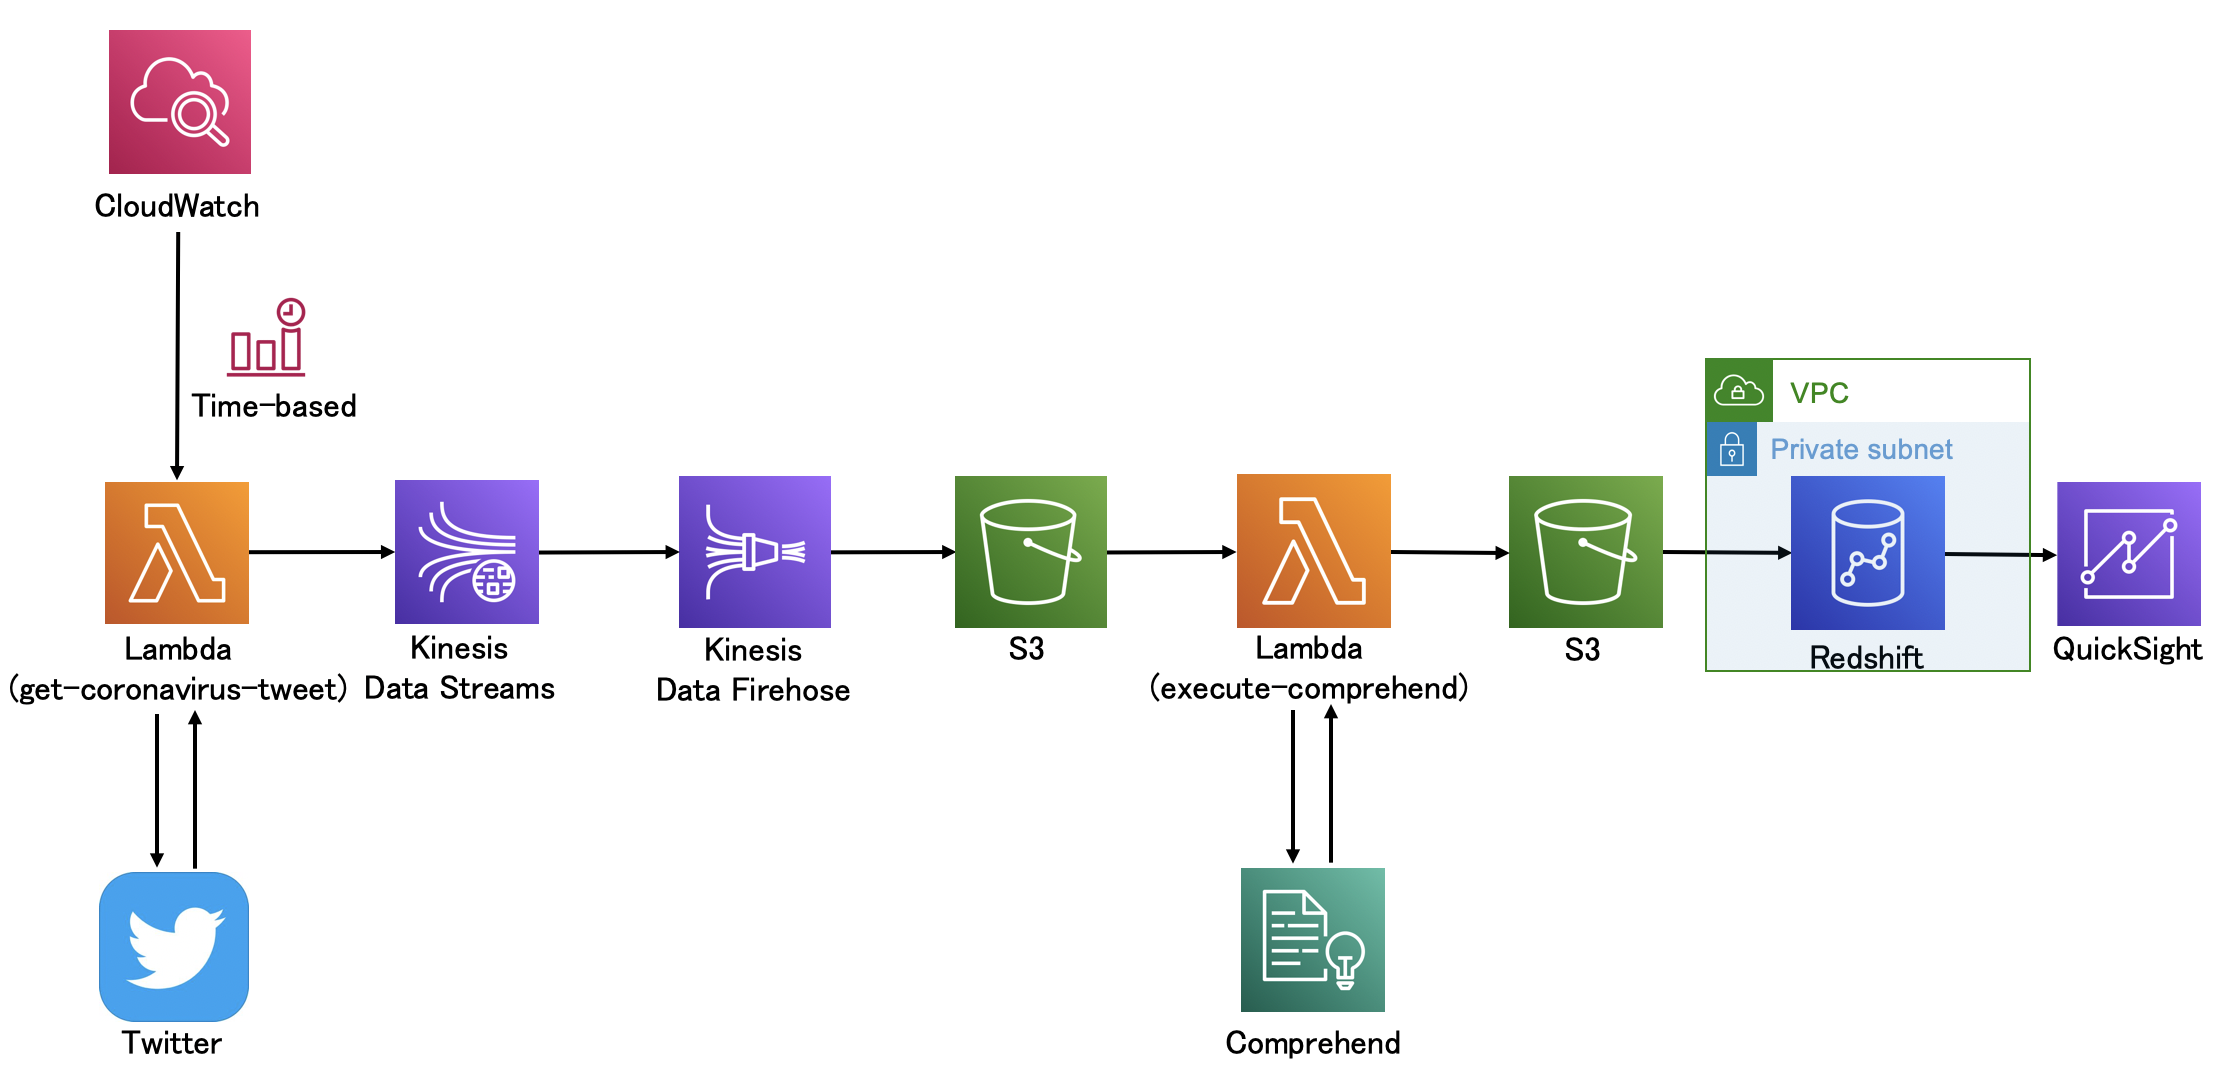 CloudWatch
Time-based
VPC
Private subnet
Lambda
(get-coronavirus-tweet)
Kinesis
Data Streams
Kinesis
Data Firehose
S3
Lambda
(execute-comprehend)
S3
Redshift
QuickSight
Twitter
Comprehend